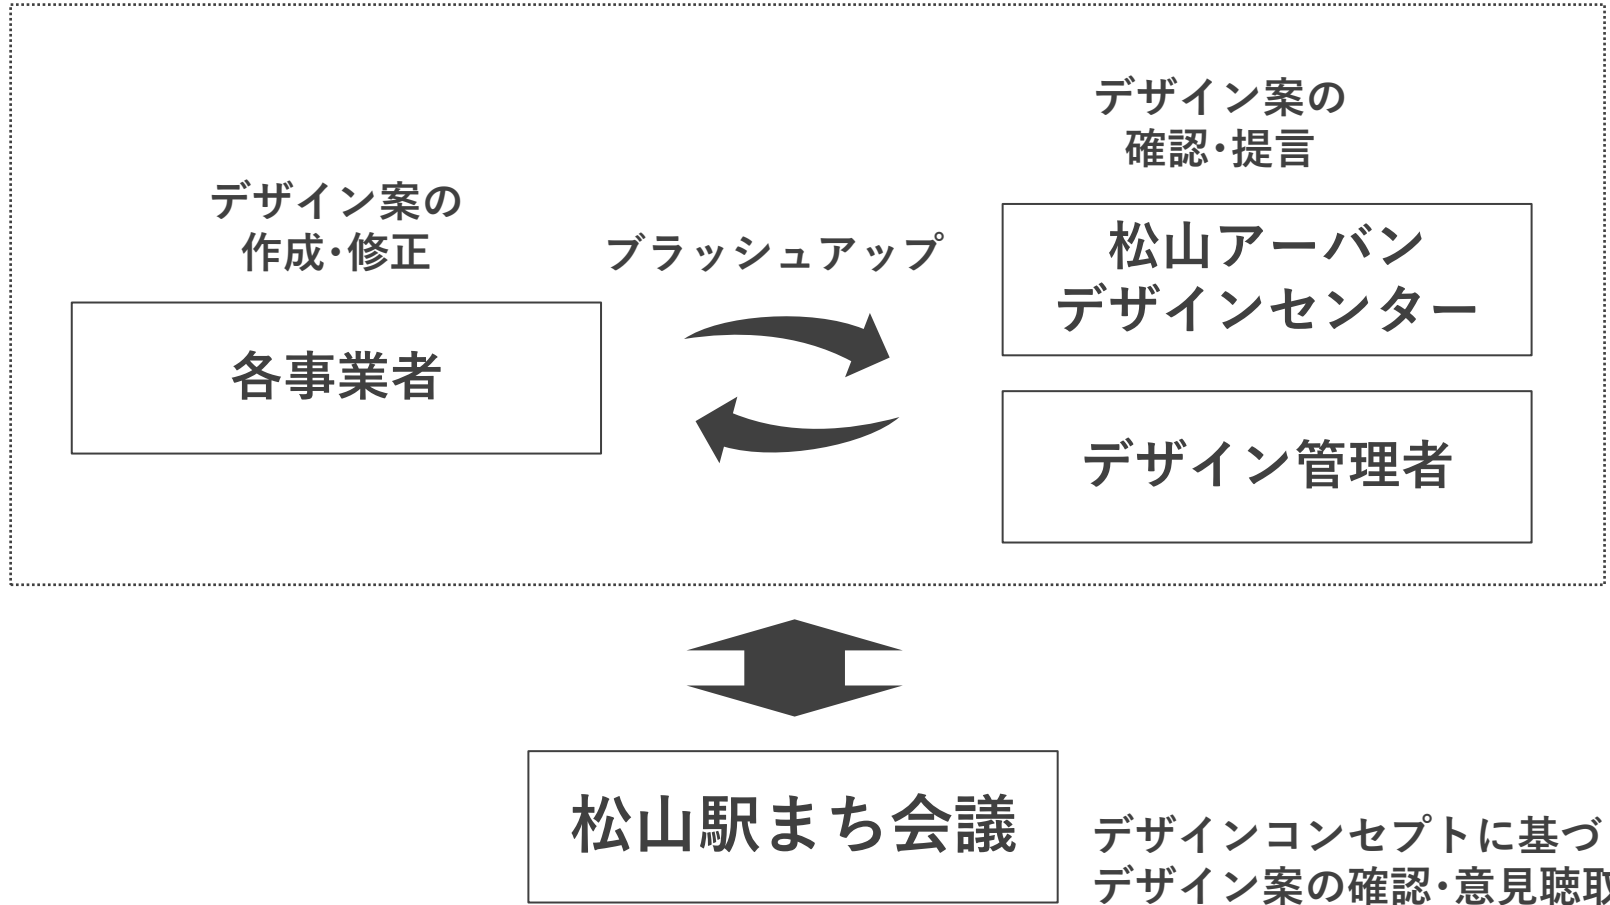 デザイン案の
確認・提言
デザイン案の
作成・修正
ブラッシュアップ
松山アーバン
デザインセンター
各事業者
デザイン管理者
松山駅まち会議
デザインコンセプトに基づ
デザイン案の確認・意見聴取